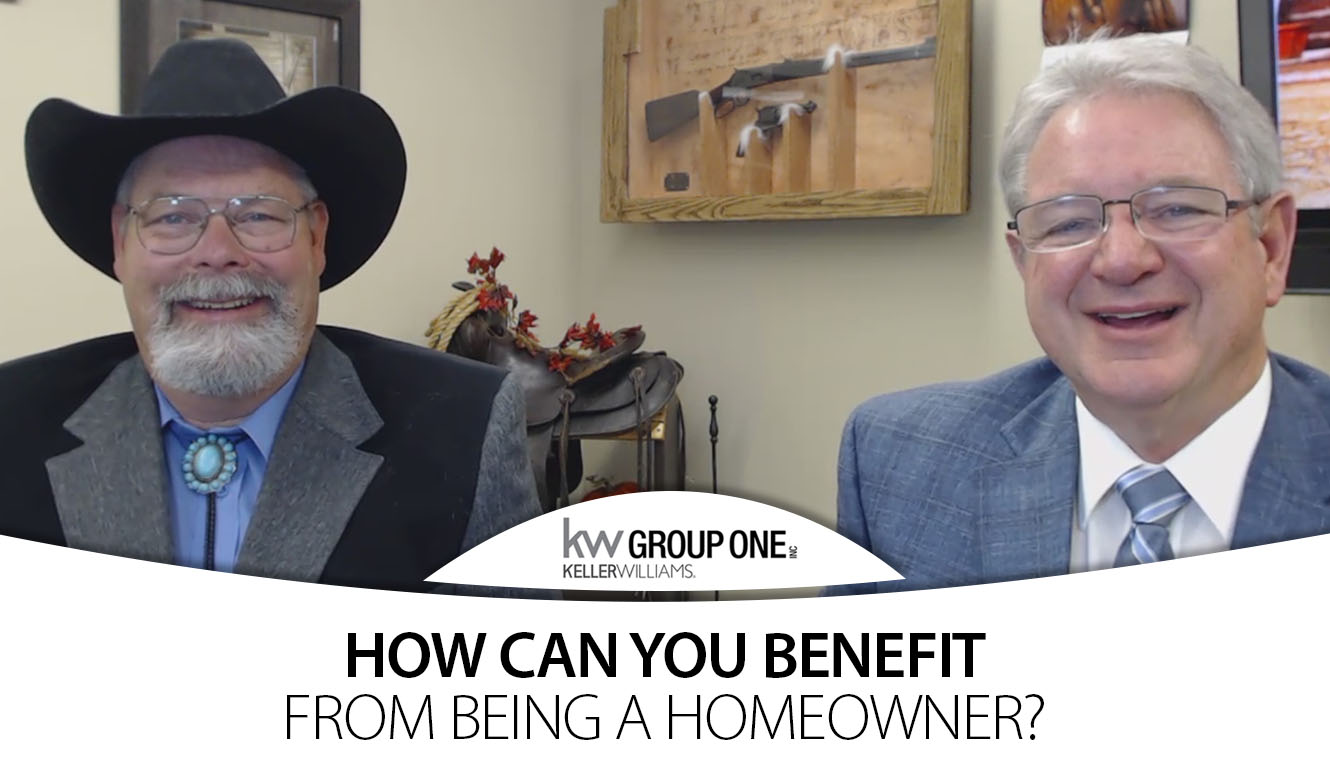 kw GROUP ONE INC
KELLERWILLIAMS.
HOW CAN YOU BENEFIT
FROM BEING A HOMEOWNER?